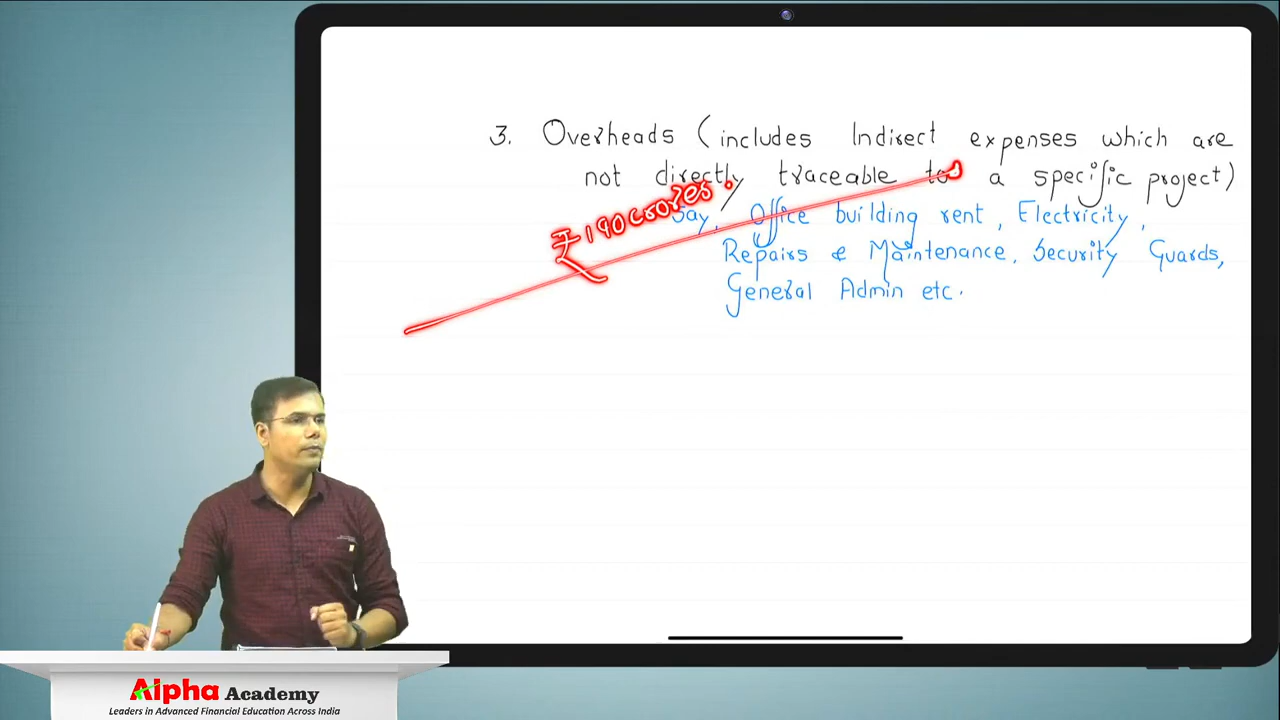 3. Overheads (includes Indirect expenses which are
not directly traceable to a specific project)
₹190 crores.
Say, Office building rent, Electricity,
Repairs & Maintenance, Security Guards,
General Admin etc.
Alpha Academy
Leaders in Advanced Financial Education Across India